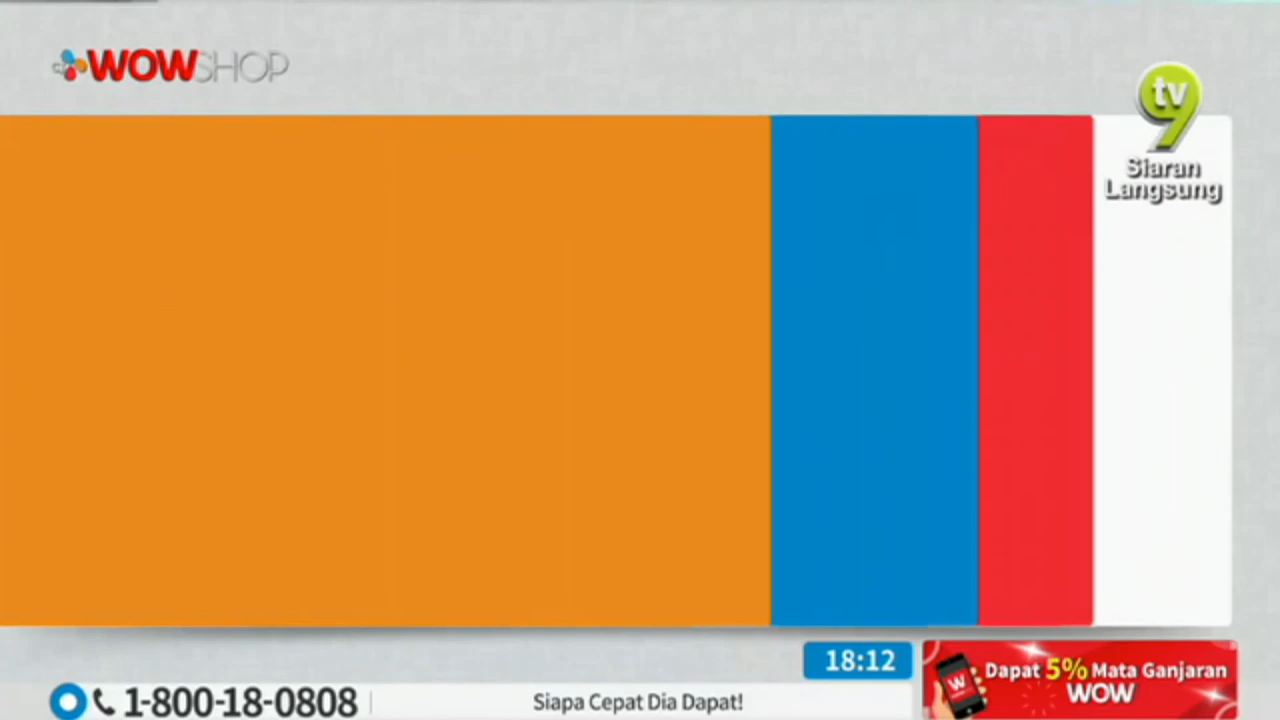 CJ WOWSHOP
tv9
Siaran
Langsung
18:12
Dapat 5% Mata Ganjaran
WOW
W
1-800-18-0808
Siapa Cepat Dia Dapat!